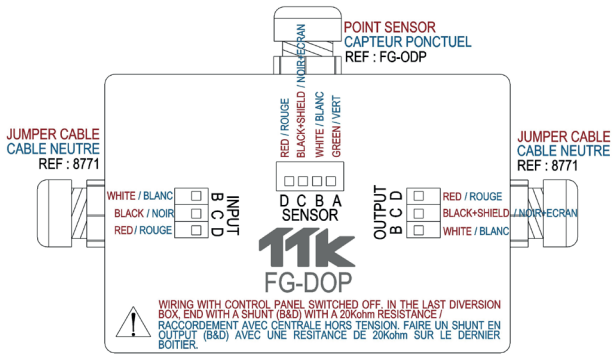 POINT SENSOR
CAPTEUR PONCTUEL
REF : FG-ODP
JUMPER CABLE
CABLE NEUTRE
REF : 8771
RED / ROUGE
BLACK+SHIELD / NOIR+ECRAN
WHITE / BLANC
GREEN / VERT
D C B A
SENSOR
WHITE / BLANC
BLACK / NOIR
RED / ROUGE
B C D
INPUT
OUTPUT
B C D
RED / ROUGE
BLACK+SHIELD / NOIR+ECRAN
WHITE / BLANC
JUMPER CABLE
CABLE NEUTRE
REF : 8771
TTK
FG-DOP
WIRING WITH CONTROL PANEL SWITCHED OFF. IN THE LAST DIVERSION
BOX, END WITH A SHUNT (B&D) WITH A 20Kohm RESISTANCE /
RACCORDEMENT AVEC CENTRALE HORS TENSION. FAIRE UN SHUNT EN
OUTPUT (B&D) AVEC UNE RESITANCE DE 20Kohm SUR LE DERNIER
BOITIER.